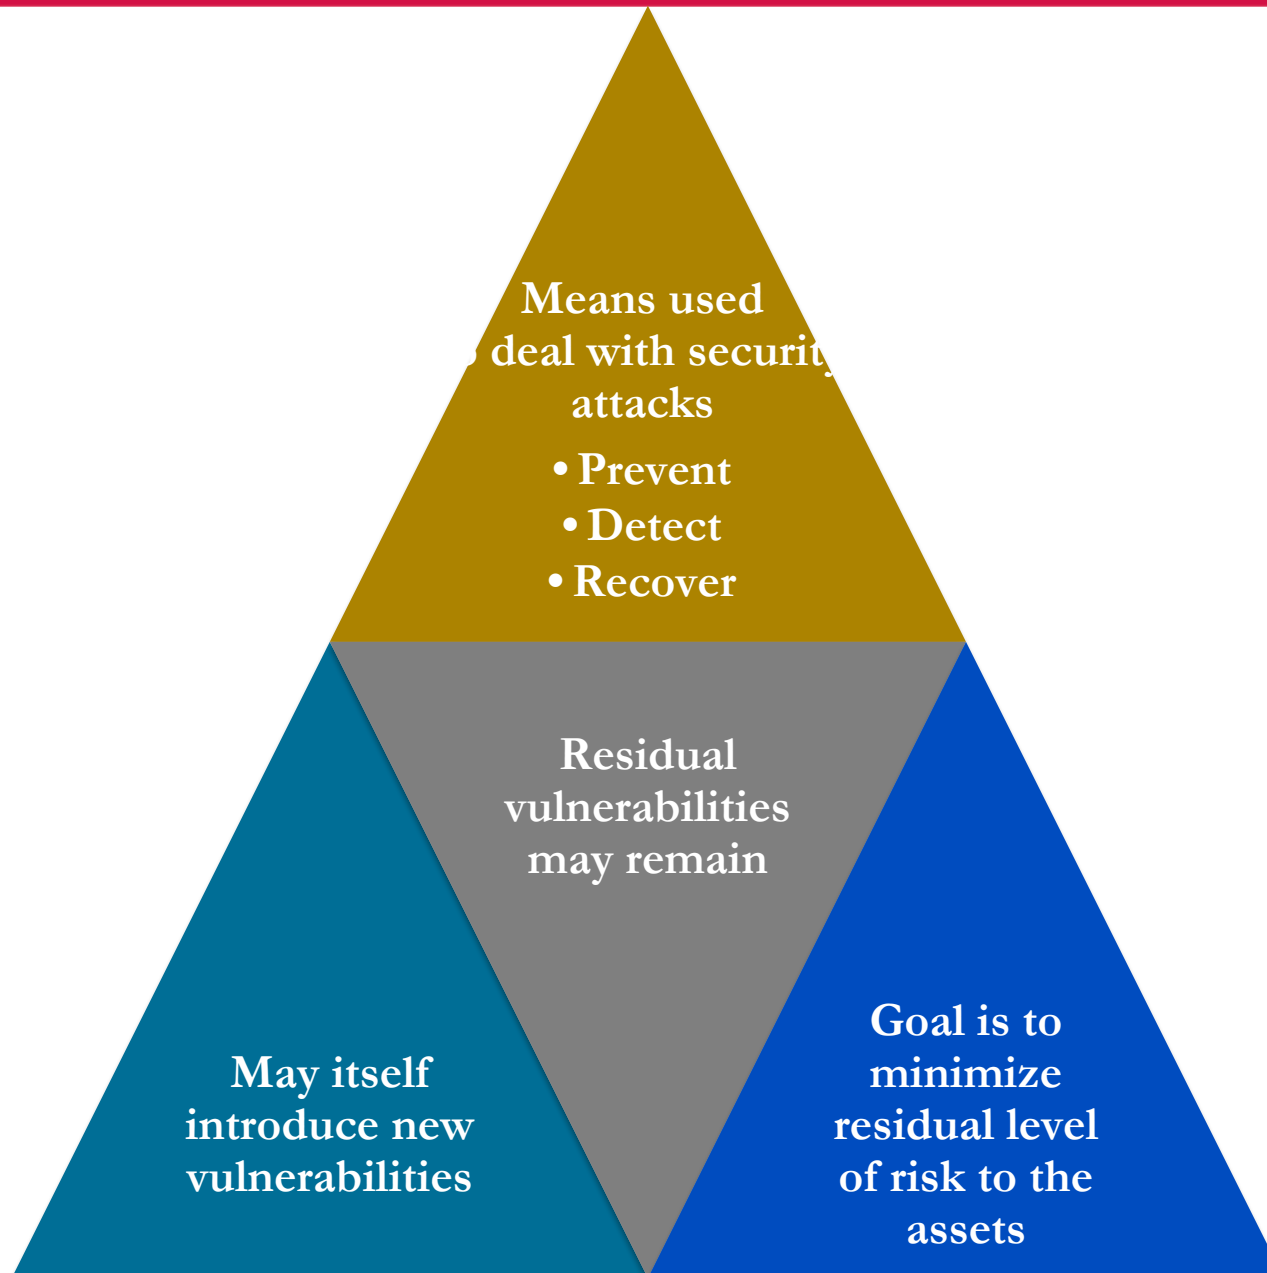 Means used
deal with security
attacks
• Prevent
• Detect
• Recover
Residual
vulnerabilities
may remain
May itself
introduce new
vulnerabilities
Goal is to
minimize
residual level
of risk to the
assets